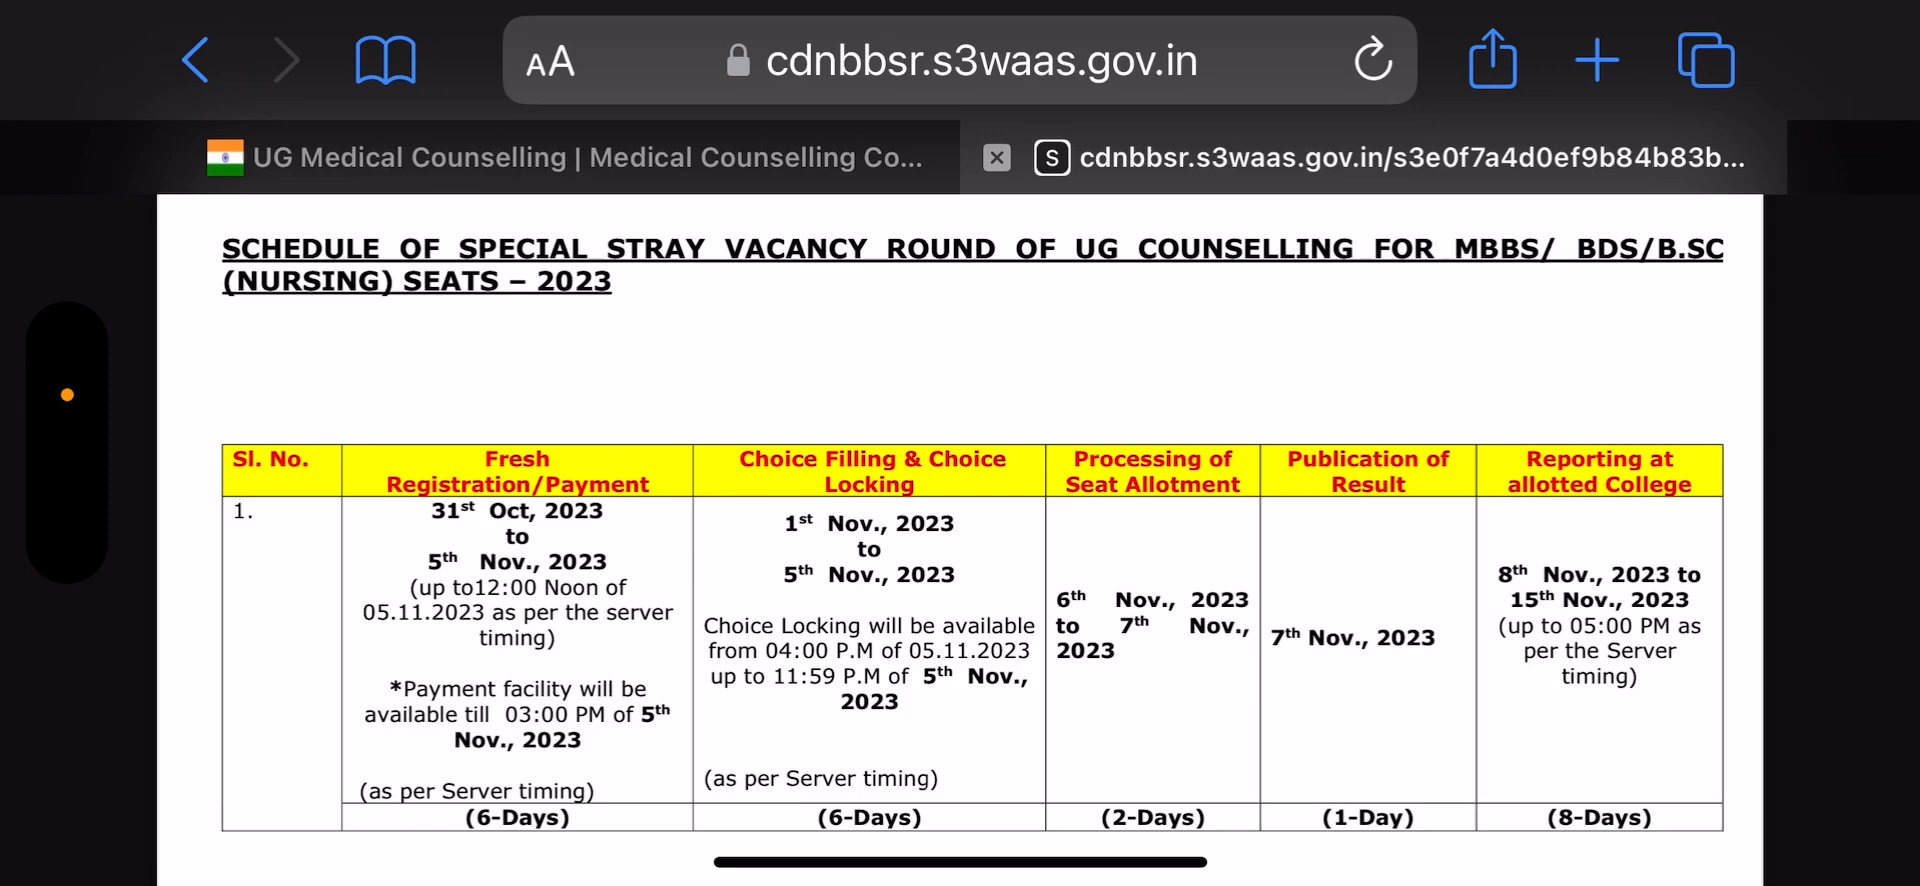 AA
cdnbbsr.s3waas.gov.in
UG Medical Counselling | Medical Counselling Co...
S
cdnbbsr.s3waas.gov.in/s3e0f7a4d0ef9b84b83b...
SCHEDULE OF SPECIAL STRAY VACANCY ROUND OF UG COUNSELLING FOR MBBS/ BDS/B.SC
(NURSING) SEATS – 2023
Sl. No.
Fresh
Registration/Payment
Choice Filling & Choice
Locking
Processing of
Seat Allotment
Publication of
Result
Reporting at
allotted College
1.
31st Oct, 2023
to
5th Nov., 2023
(up to12:00 Noon of
05.11.2023 as per the server
timing)
*Payment facility will be
available till 03:00 PM of 5th
Nov., 2023
(as per Server timing)
1st Nov., 2023
to
5th Nov., 2023
Choice Locking will be available
from 04:00 P.M of 05.11.2023
up to 11:59 P.M of 5th Nov.,
2023
(as per Server timing)
6th Nov., 2023
to 7th Nov.,
2023
7th Nov., 2023
8th Nov., 2023 to
15th Nov., 2023
(up to 05:00 PM as
per the Server
timing)
(6-Days)
(6-Days)
(2-Days)
(1-Day)
(8-Days)